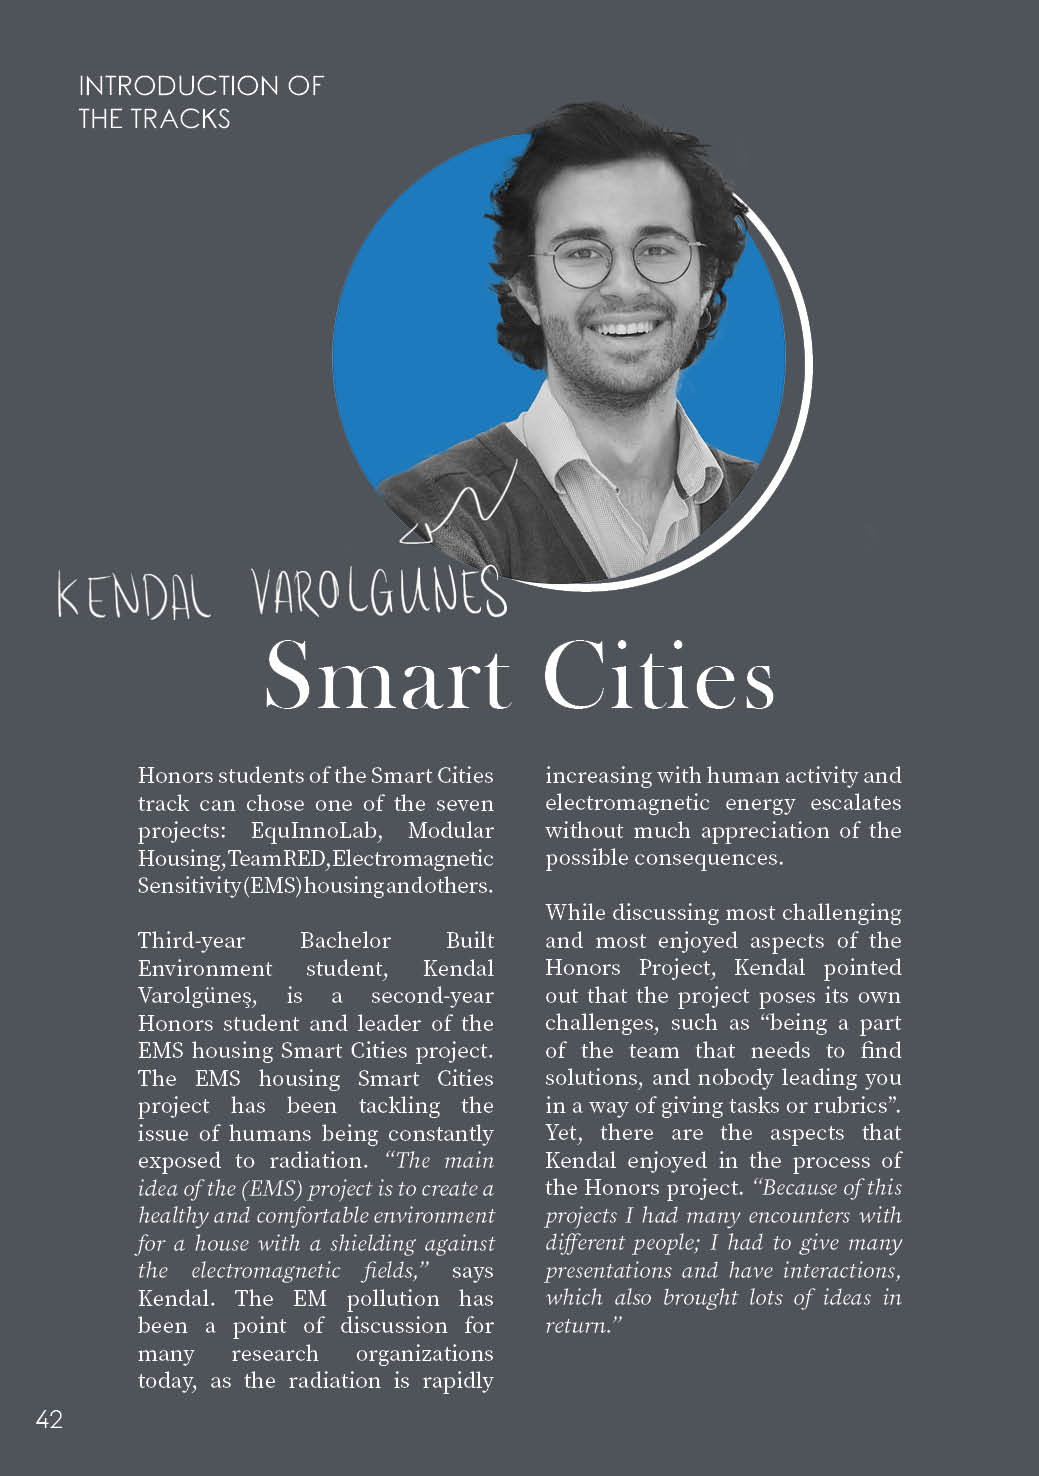 INTRODUCTION OF
THE TRACKS
KENDAL VAROLGUNES
Smart Cities
Honors students of the Smart Cities
track can chose one of the seven
projects: EquInnoLab, Modular
Housing, Team RED, Electromagnetic
Sensitivity (EMS) housing and others.
Third-year Bachelor Built
Environment student, Kendal
Varolgüneş, is a second-year
Honors student and leader of the
EMS housing Smart Cities project.
The EMS housing Smart Cities
project has been tackling the
issue of humans being constantly
exposed to radiation. “The main
idea of the (EMS) project is to create a
healthy and comfortable environment
for a house with a shielding against
the electromagnetic fields,” says
Kendal. The EM pollution has
been a point of discussion for
many research organizations
today, as the radiation is rapidly
increasing with human activity and
electromagnetic energy escalates
without much appreciation of the
possible consequences.
While discussing most challenging
and most enjoyed aspects of the
Honors Project, Kendal pointed
out that the project poses its own
challenges, such as “being a part
of the team that needs to find
solutions, and nobody leading you
in a way of giving tasks or rubrics”.
Yet, there are the aspects that
Kendal enjoyed in the process of
the Honors project. “Because of this
projects I had many encounters with
different people; I had to give many
presentations and have interactions,
which also brought lots of ideas in
return.”
42